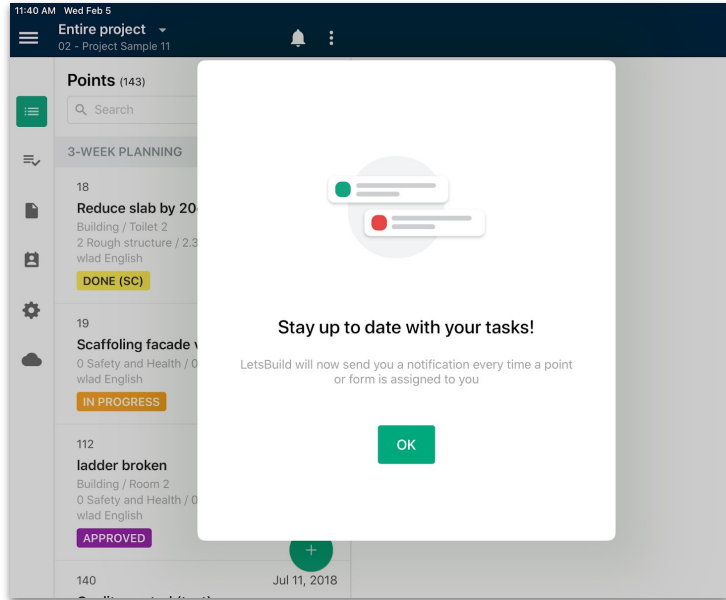 11:40 AM Wed Feb 5
Entire project
02 - Project Sample 11
Points (143)
Search
3-WEEK PLANNING
18
Reduce slab by 20
Building / Toilet 2
2 Rough structure / 2.3
wlad English
DONE (SC)
19
Scaffoling facade
0 Safety and Health / 0
wlad English
IN PROGRESS
112
ladder broken
Building / Room 2
0 Safety and Health / 0
wlad English
APPROVED
140 Jul 11, 2018
Stay up to date with your tasks!
LetsBuild will now send you a notification every time a point
or form is assigned to you
OK